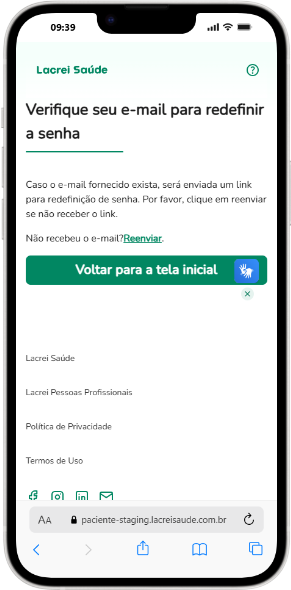 09:39
Lacrei Saúde
Verifique seu e-mail para redefinir
a senha
Caso o e-mail fornecido exista, será enviada um link
para redefinição de senha. Por favor, clique em reenviar
se não receber o link.
Não recebeu o e-mail?Reenviar.
Voltar para a tela inicial
Lacrei Saúde
Lacrei Pessoas Profissionais
Política de Privacidade
Termos de Uso
AA paciente-staging.lacreisaude.com.br